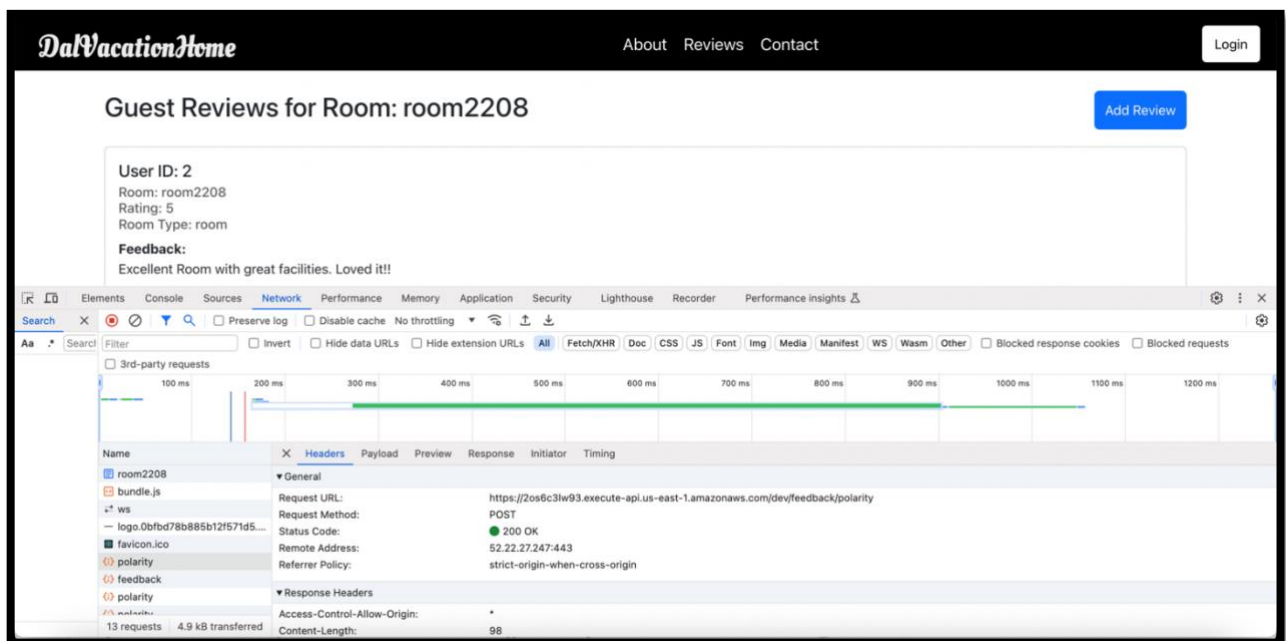 DalVacationHome About Reviews Contact Login
Guest Reviews for Room: room2208 Add Review
User ID: 2
Room: room2208
Rating: 5
Room Type: room
Feedback:
Excellent Room with great facilities. Loved it!!
Elements Console Sources Network Performance Memory Application Security Lighthouse Recorder Performance insights
Search Preserve log Disable cache No throttling
Aa .* Search Filter Invert Hide data URLs Hide extension URLs All Fetch/XHR Doc CSS JS Font Img Media Manifest WS Wasm Other Blocked response cookies Blocked requests
3rd-party requests
100 ms 200 ms 300 ms 400 ms 500 ms 600 ms 700 ms 800 ms 900 ms 1000 ms 1100 ms 1200 ms
Name Headers Payload Preview Response Initiator Timing
room2208
bundle.js
ws
logo.0bfbd78b885b12f571d5....
favicon.ico
polarity
feedback
polarity
polarity
13 requests 4.9 kB transferred
General
Request URL: https://2os6c3lw93.execute-api.us-east-1.amazonaws.com/dev/feedback/polarity
Request Method: POST
Status Code: 200 OK
Remote Address: 52.22.27.247:443
Referrer Policy: strict-origin-when-cross-origin
Response Headers
Access-Control-Allow-Origin: *
Content-Length: 98